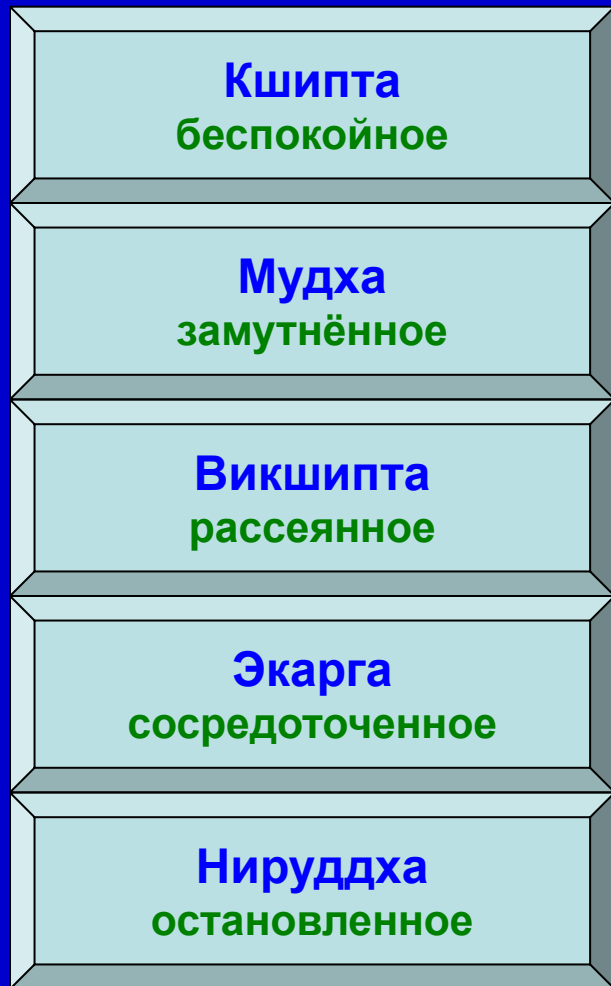 Кшипта
беспокойное
Мудха
замутнённое
Викшипта
рассеянное
Экарга
сосредоточенное
Нируддха
остановленное